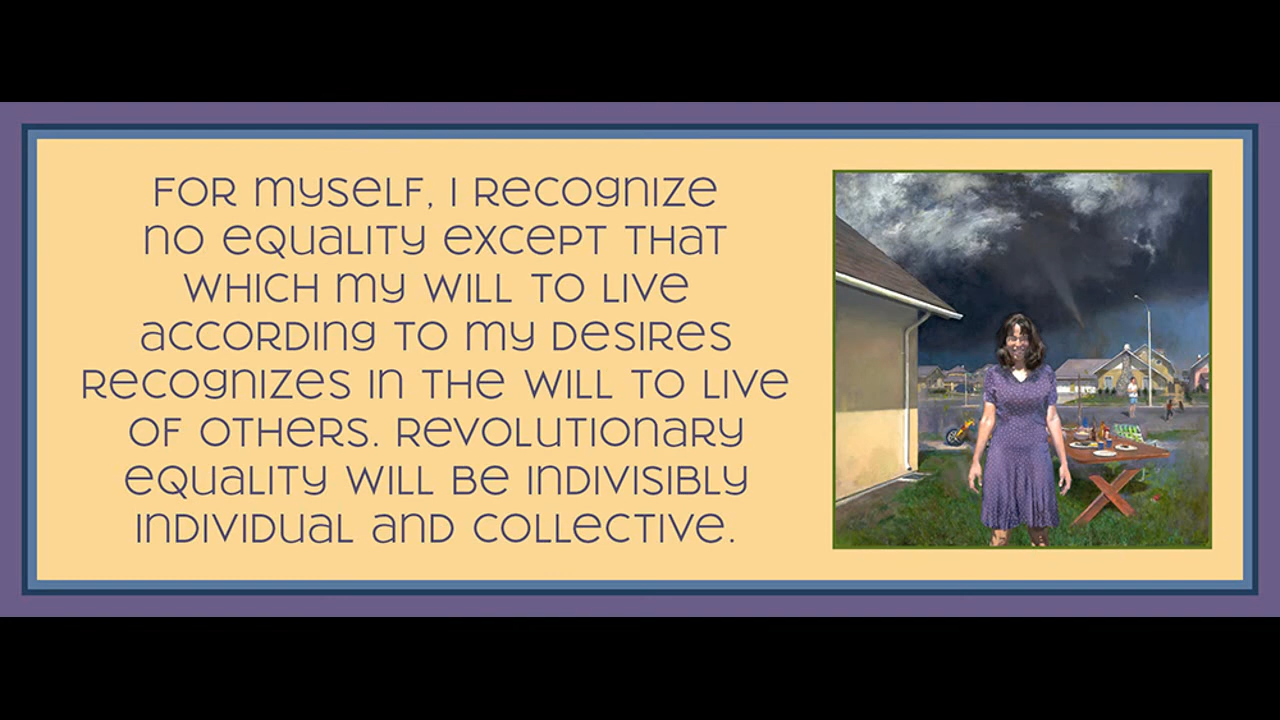 FOR MYSELF, I RECOGNIZE
NO EQUALITY EXCEPT THAT
WHICH MY WILL TO LIVE
ACCORDING TO MY DESIRES
RECOGNIZES IN THE WILL TO LIVE
OF OTHERS. REVOLUTIONARY
EQUALITY WILL BE INDIVISIBLY
INDIVIDUAL AND COLLECTIVE.